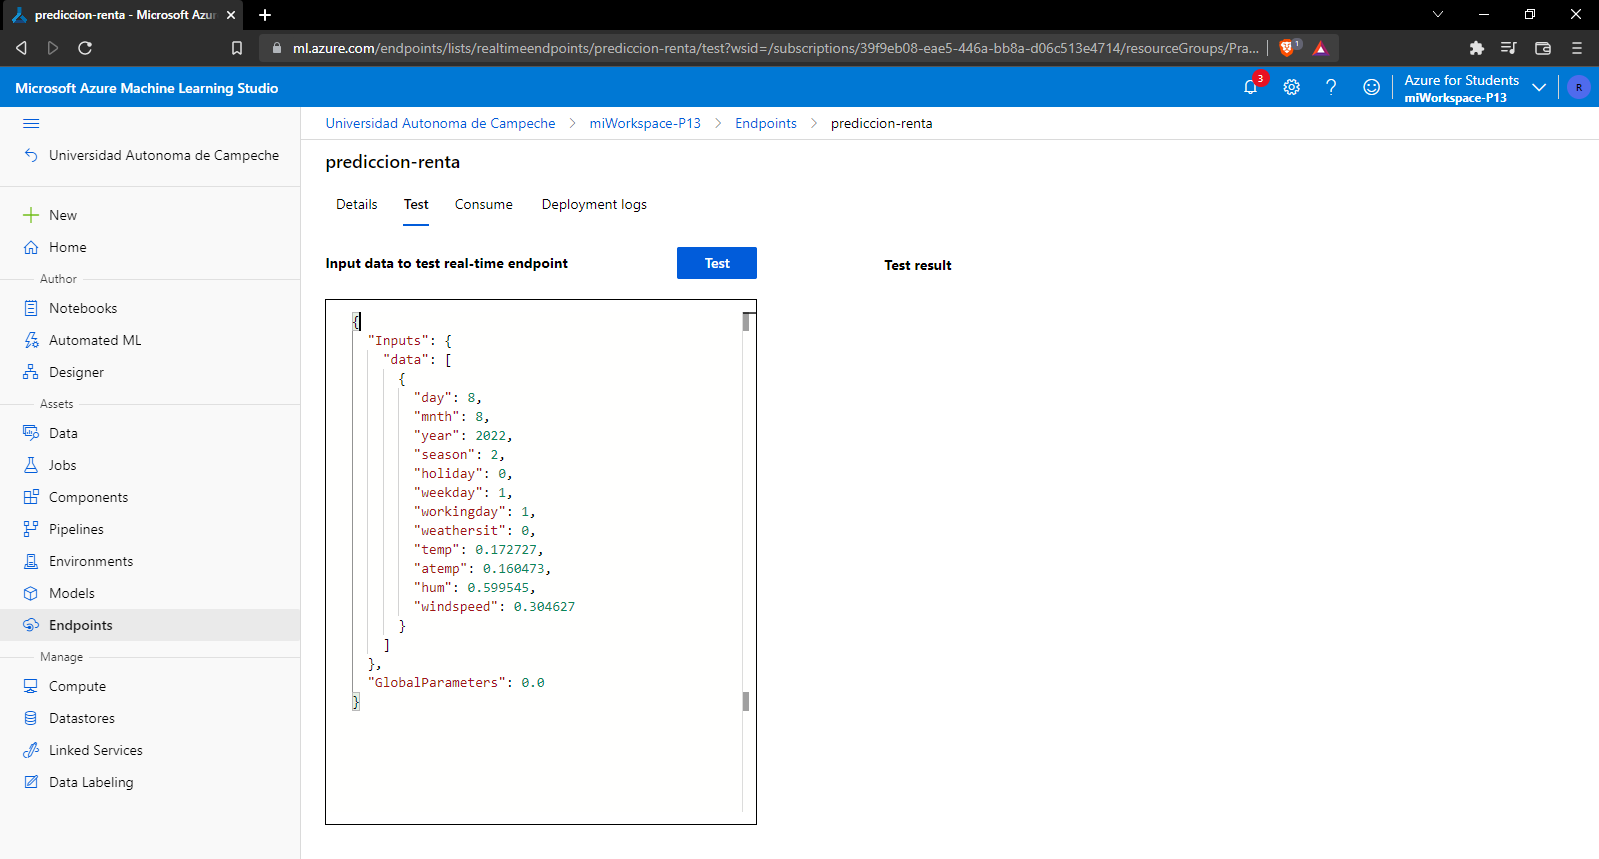 prediccion-renta - Microsoft Azur
ml.azure.com/endpoints/lists/realtimeendpoints/prediccion-renta/test?wsid=/subscriptions/39f9eb08-eae5-446a-bb8a-d06c513e4714/resourceGroups/Pra...
1
Microsoft Azure Machine Learning Studio
3
Azure for Students
miWorkspace-P13
R
Universidad Autonoma de Campeche
New
Home
Author
Notebooks
Automated ML
Designer
Assets
Data
Jobs
Components
Pipelines
Environments
Models
Endpoints
Manage
Compute
Datastores
Linked Services
Data Labeling
Universidad Autonoma de Campeche > miWorkspace-P13 > Endpoints > prediccion-renta
prediccion-renta
Details Test Consume Deployment logs
Input data to test real-time endpoint
Test
Test result
{
"Inputs": {
"data": [
{
"day": 8,
"mnth": 8,
"year": 2022,
"season": 2,
"holiday": 0,
"weekday": 1,
"workingday": 1,
"weathersit": 0,
"temp": 0.172727,
"atemp": 0.160473,
"hum": 0.599545,
"windspeed": 0.304627
}
]
},
"GlobalParameters": 0.0
}